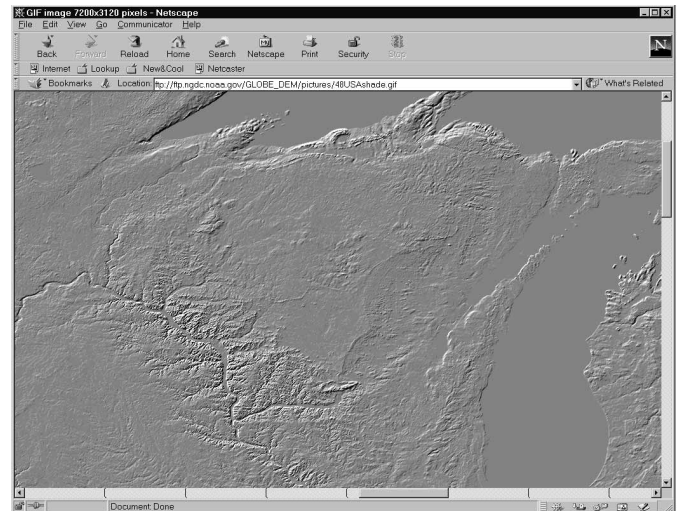 GIF image 7200x3120 pixels - Netscape
File Edit View Go Communicator Help
Back Forward Reload Home Search Netscape Print Security Stop
Internet Lookup New&Cool Netcaster
Bookmarks Location: ftp://ftp.ngdc.noaa.gov/GLOBE_DEM/pictures/48USAshade.gif What's Related
N
Document: Done